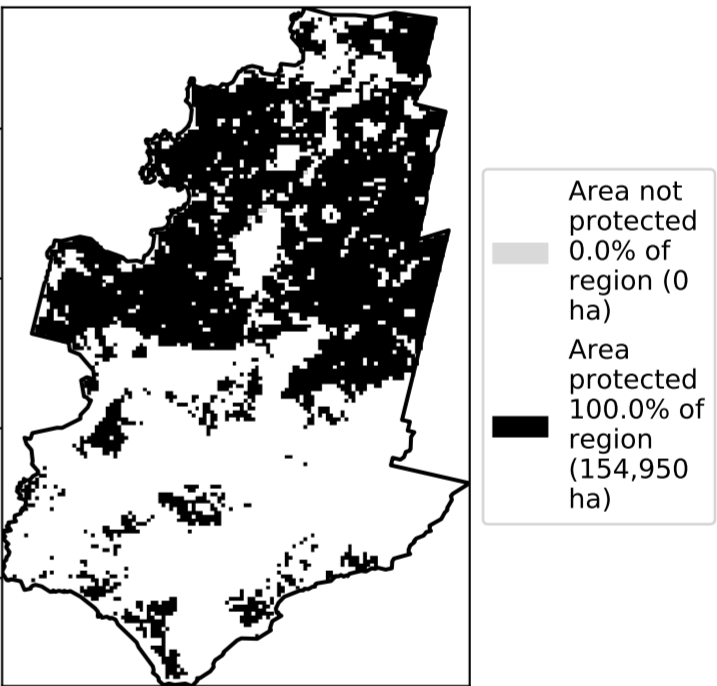 Area not
protected
0.0% of
region (0
ha)
Area
protected
100.0% of
region
(154,950
ha)